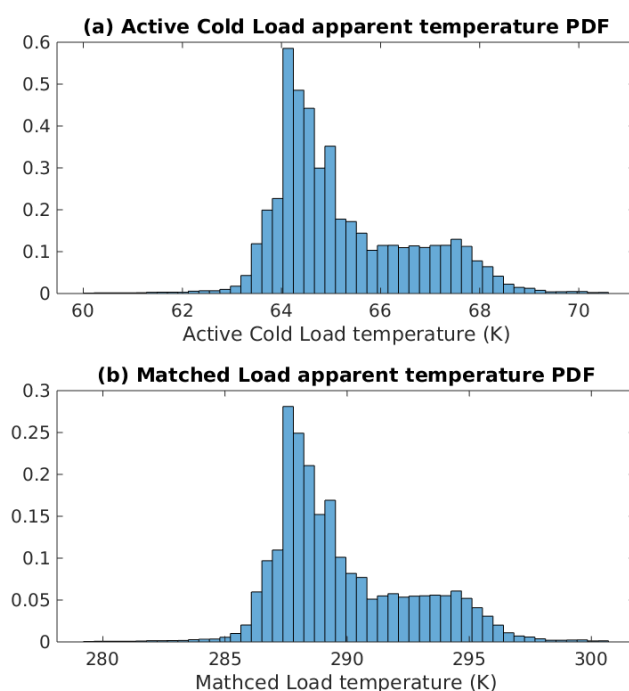 (a) Active Cold Load apparent temperature PDF
0.6
0.5
0.4
0.3
0.2
0.1
0
60 62 64 66 68 70
Active Cold Load temperature (K)
(b) Matched Load apparent temperature PDF
0.3
0.25
0.2
0.15
0.1
0.05
0
280 285 290 295 300
Mathced Load temperature (K)